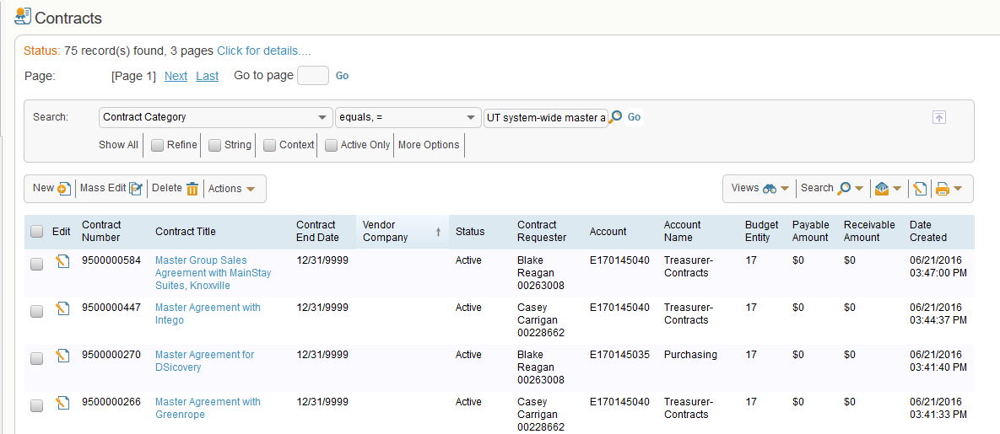 Contracts
Status: 75 record(s) found, 3 pages Click for details....
Page: [Page 1] Next Last Go to page Go
Search: Contract Category equals, = UT system-wide master a Go
Show All Refine String Context Active Only More Options
New Mass Edit Delete Actions Views Search
Edit Contract Number Contract Title Contract End Date Vendor Company Status Contract Requester Account Account Name Budget Entity Payable Amount Receivable Amount Date Created
9500000584 Master Group Sales 12/31/9999 Active Blake E170145040 Treasurer- 17 $0 $0 06/21/2016
Agreement with MainStay Reagan Contracts 03:47:00 PM
Suites, Knoxville 00263008
9500000447 Master Agreement with 12/31/9999 Active Casey E170145040 Treasurer- 17 $0 $0 06/21/2016
Intego Carrigan Contracts 03:44:37 PM
00228662
9500000270 Master Agreement for 12/31/9999 Active Blake E170145035 Purchasing 17 $0 $0 06/21/2016
DSicovery Reagan 03:41:40 PM
00263008
9500000266 Master Agreement with 12/31/9999 Active Casey E170145040 Treasurer- 17 $0 $0 06/21/2016
Greenrope Carrigan Contracts 03:41:33 PM
00228662